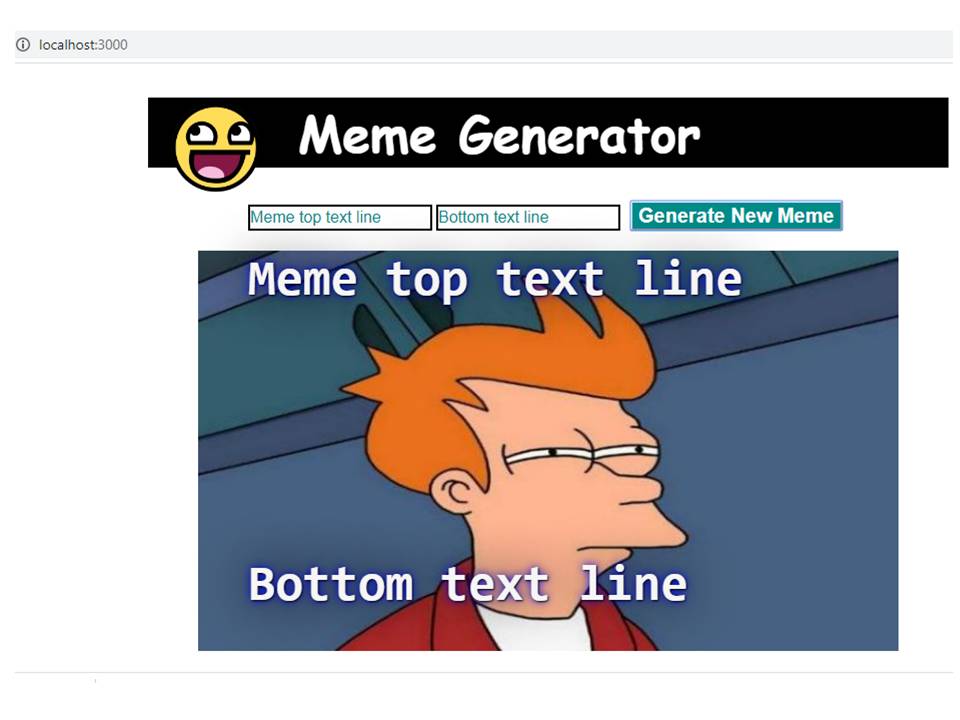 localhost:3000
Meme Generator
Meme top text line
Bottom text line
Generate New Meme
Meme top text line
Bottom text line